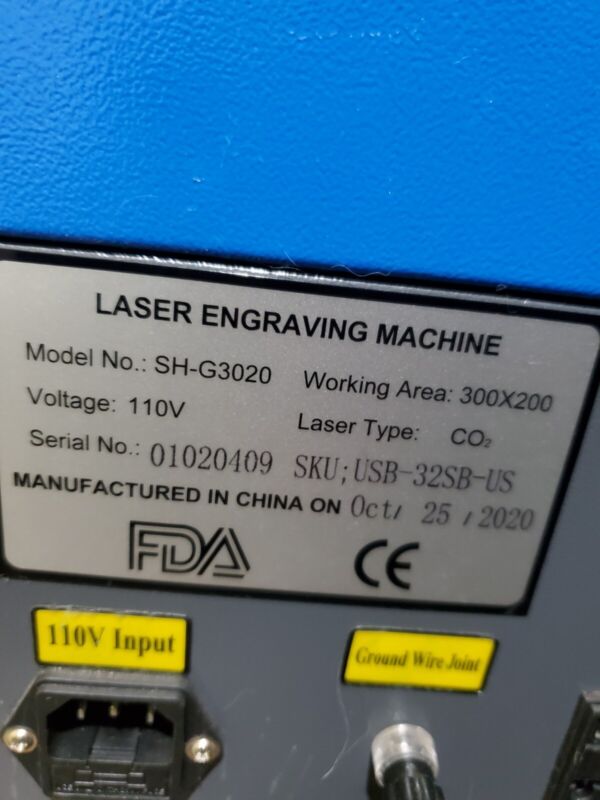 LASER ENGRAVING MACHINE
Model No.: SH-G3020 Working Area: 300X200
Voltage: 110V Laser Type: CO₂
Serial No.: 01020409 SKU;USB-32SB-US
MANUFACTURED IN CHINA ON Oct/ 25 /2020
FDA CE
110V Input
Ground Wire Joint